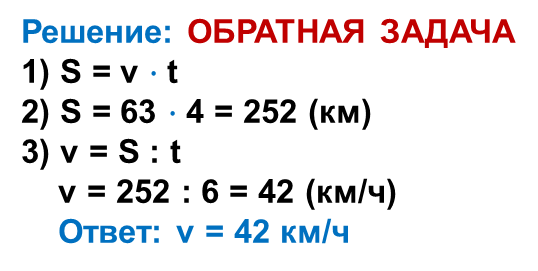 Решение: ОБРАТНАЯ ЗАДАЧА
1) S = v · t
2) S = 63 · 4 = 252 (км)
3) v = S : t
v = 252 : 6 = 42 (км/ч)
Ответ: v = 42 км/ч